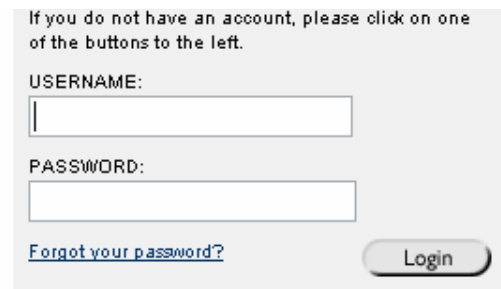 If you do not have an account, please click on one
of the buttons to the left.
USERNAME:
PASSWORD:
Forgot your password?
Login